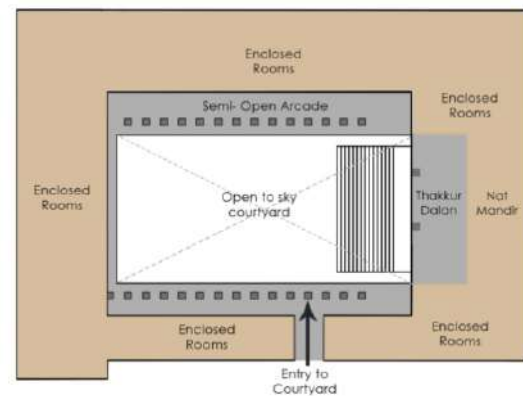 Enclosed
Rooms
Enclosed
Rooms
Semi- Open Arcade
Enclosed
Rooms
Open to sky
courtyard
Thakkur
Dalan
Nat
Mandir
Enclosed
Rooms
Enclosed
Rooms
Entry to
Courtyard